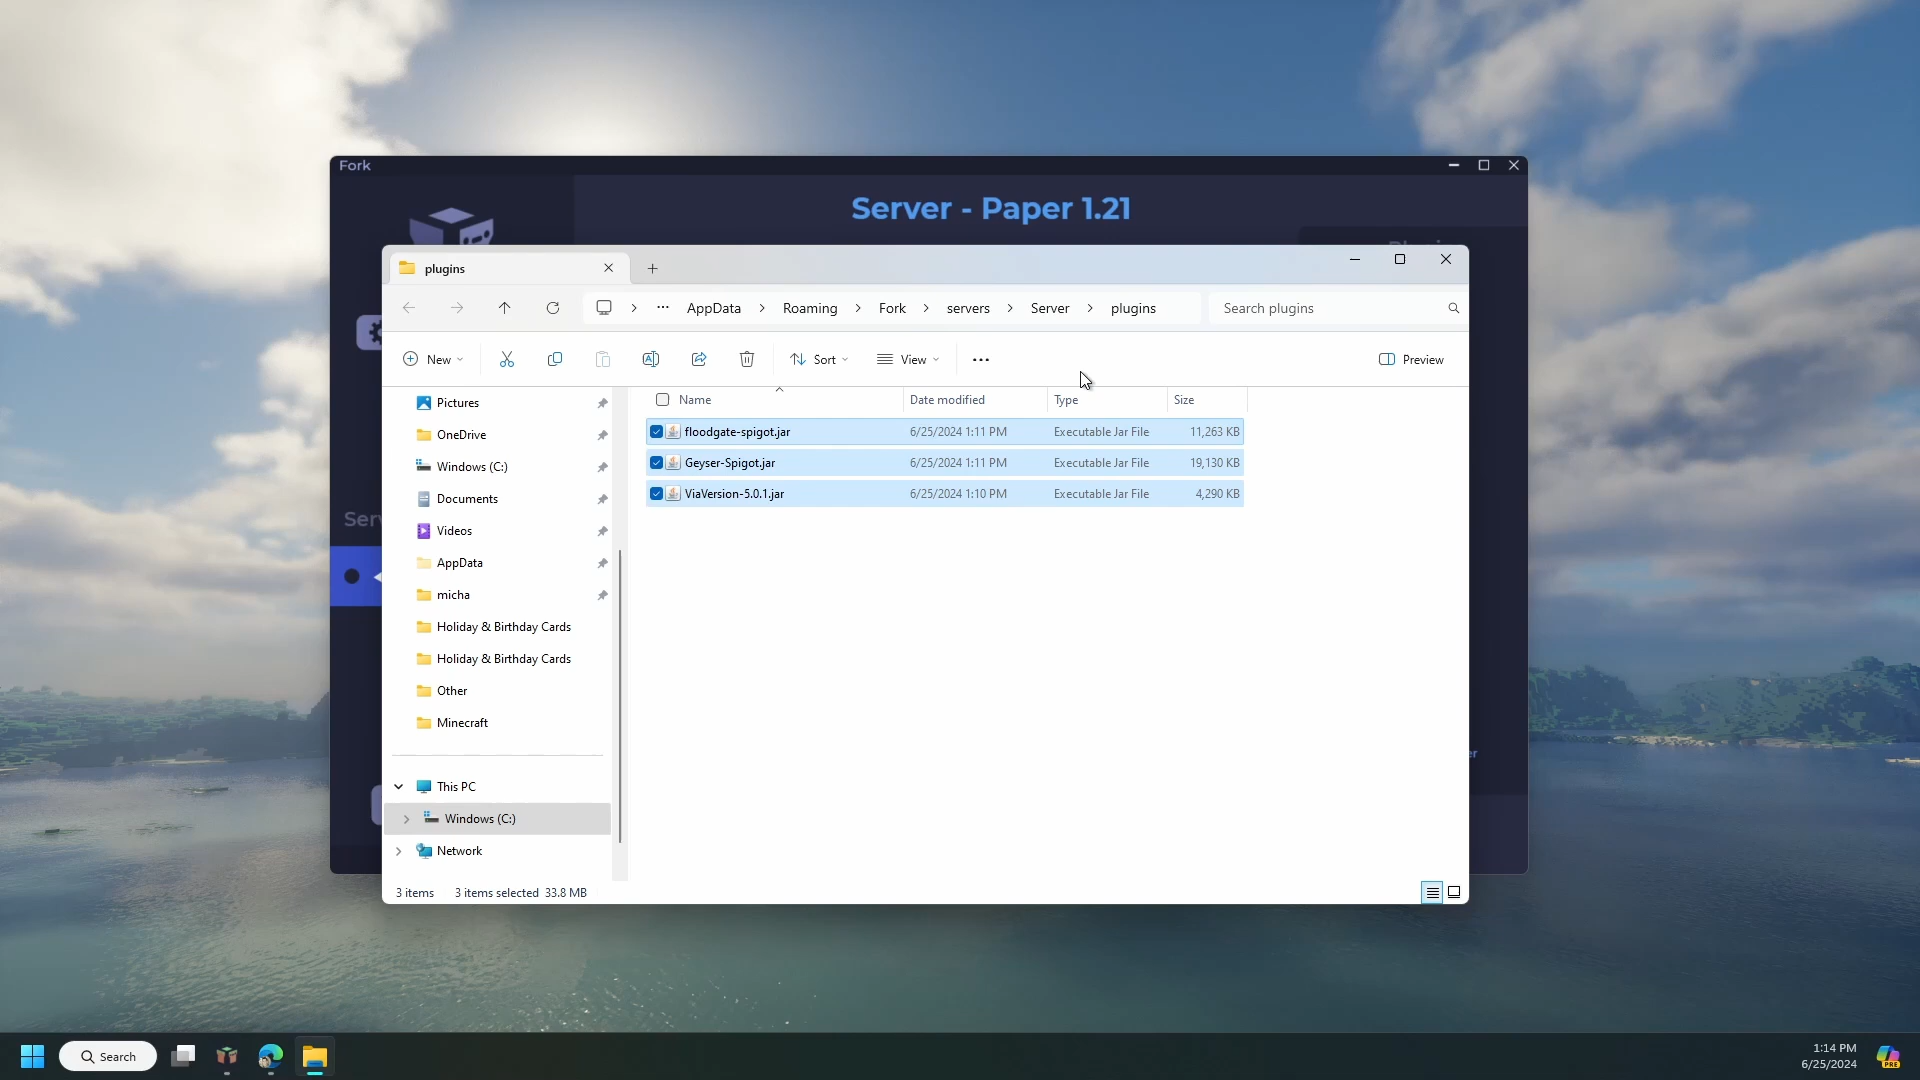 Fork
Server - Paper 1.21
plugins
AppData Roaming Fork servers Server plugins
Search plugins
New
Sort
View
Preview
Name Date modified Type Size
floodgate-spigot.jar 6/25/2024 1:11 PM Executable Jar File 11,263 KB
Geyser-Spigot.jar 6/25/2024 1:11 PM Executable Jar File 19,130 KB
ViaVersion-5.0.1.jar 6/25/2024 1:10 PM Executable Jar File 4,290 KB
Pictures
OneDrive
Windows (C:)
Documents
Videos
AppData
micha
Holiday & Birthday Cards
Holiday & Birthday Cards
Other
Minecraft
This PC
Windows (C:)
Network
3 items 3 items selected 33.8 MB
Search
1:14 PM
6/25/2024
PRE